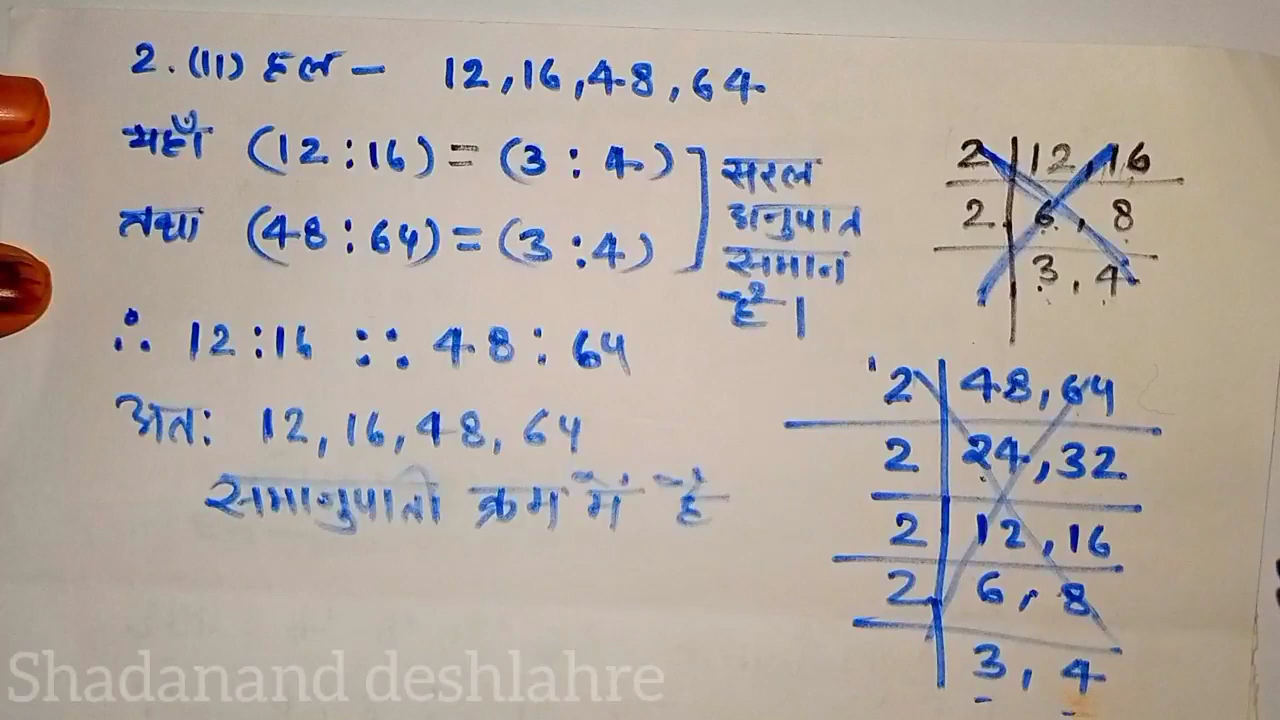 2. (11) हल - 12, 16, 48, 64
यहाँ (12 : 16) = (3 : 4)
तथा (48 : 64) = (3 : 4)
सरल
अनुपात
समान
है।
∴ 12 : 16 :: 48 : 64
अतः 12, 16, 48, 64
समानुपाती क्रम में है
2 | 12, 16
2 | 6, 8
3, 4
2 | 48, 64
2 | 24, 32
2 | 12, 16
2 | 6, 8
3, 4
Shadanand deshlahre